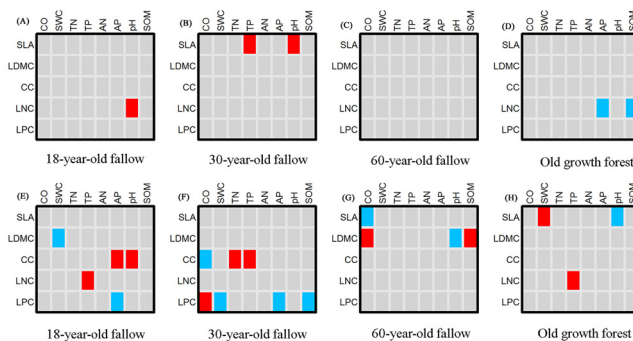 (A) CO SWC TN TP AN AP pH SOM
SLA
LDMC
CC
LNC
LPC
18-year-old fallow
(B) CO SWC TN TP AN AP pH SOM
SLA
LDMC
CC
LNC
LPC
30-year-old fallow
(C) CO SWC TN TP AN AP pH SOM
SLA
LDMC
CC
LNC
LPC
60-year-old fallow
(D) CO SWC TN TP AN AP pH SOM
SLA
LDMC
CC
LNC
LPC
Old growth forest
(E) CO SWC TN TP AN AP pH SOM
SLA
LDMC
CC
LNC
LPC
18-year-old fallow
(F) CO SWC TN TP AN AP pH SOM
SLA
LDMC
CC
LNC
LPC
30-year-old fallow
(G) CO SWC TN TP AN AP pH SOM
SLA
LDMC
CC
LNC
LPC
60-year-old fallow
(H) CO SWC TN TP AN AP pH SOM
SLA
LDMC
CC
LNC
LPC
Old growth forest